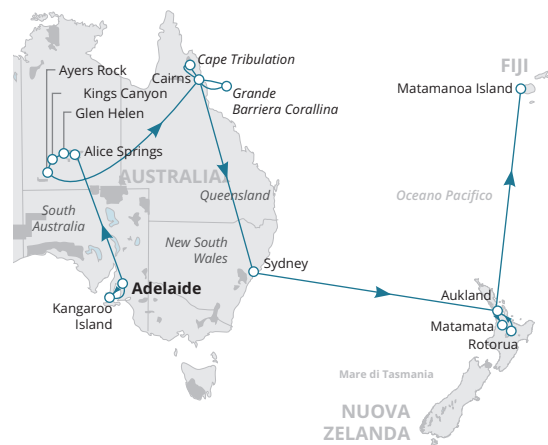 Cape Tribulation
FIJI
Ayers Rock
Cairns
Kings Canyon
Grande
Barriera Corallina
Matamanoa Island
Glen Helen
Alice Springs
AUSTRALIA
Queensland
Oceano Pacifico
South
Australia
New South
Wales
Sydney
Adelaide
Kangaroo
Island
Aukland
Matamata
Rotorua
Mare di Tasmania
NUOVA
ZELANDA